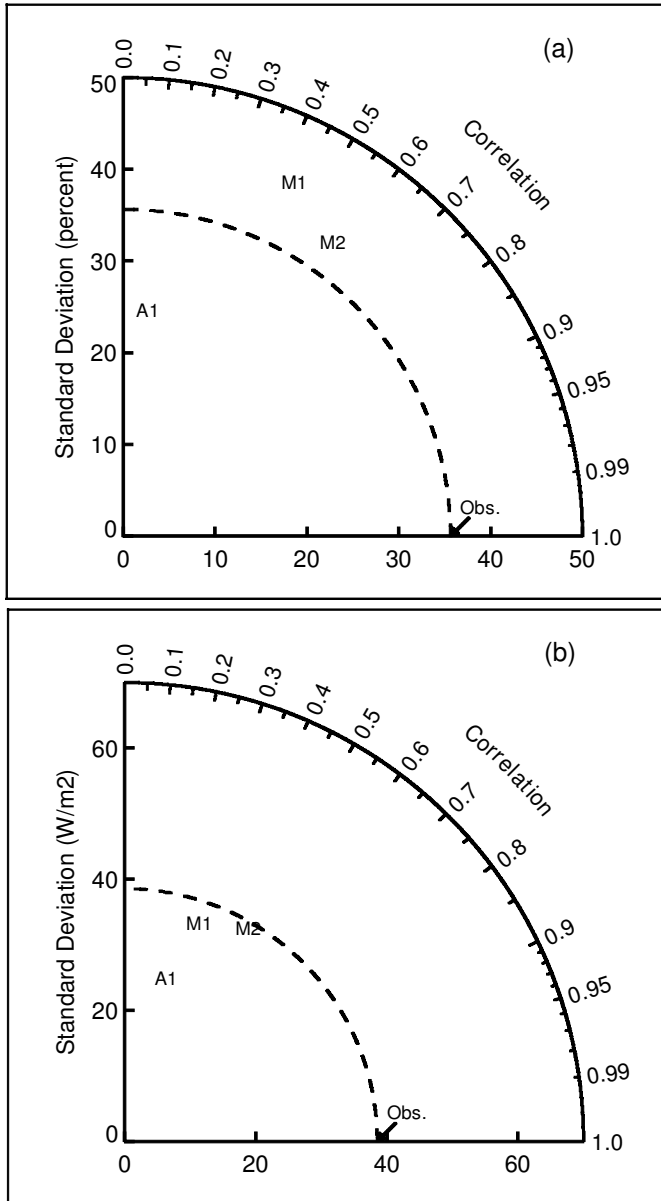 (a)
0.0
0.1
0.2
0.3
0.4
0.5
0.6
0.7
0.8
0.9
0.95
0.99
1.0
Correlation
Standard Deviation (percent)
50
40
30
20
10
0
M1
M2
A1
Obs.
0 10 20 30 40 50
(b)
0.0
0.1
0.2
0.3
0.4
0.5
0.6
0.7
0.8
0.9
0.95
0.99
1.0
Correlation
Standard Deviation (W/m2)
60
40
20
0
M1
M2
A1
Obs.
0 20 40 60